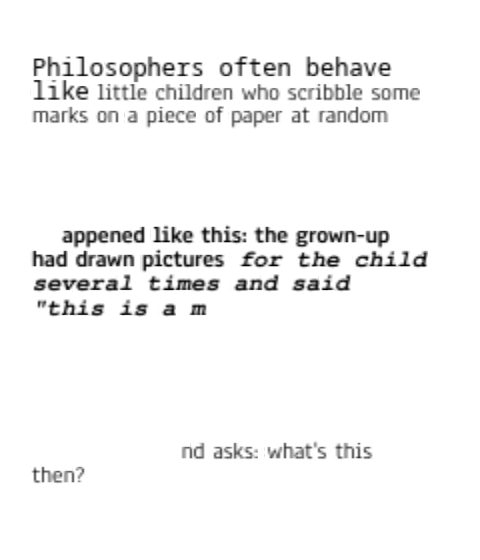 Philosophers often behave
like little children who scribble some
marks on a piece of paper at random
appened like this: the grown-up
had drawn pictures for the child
several times and said
"this is a m
nd asks: what's this
then?